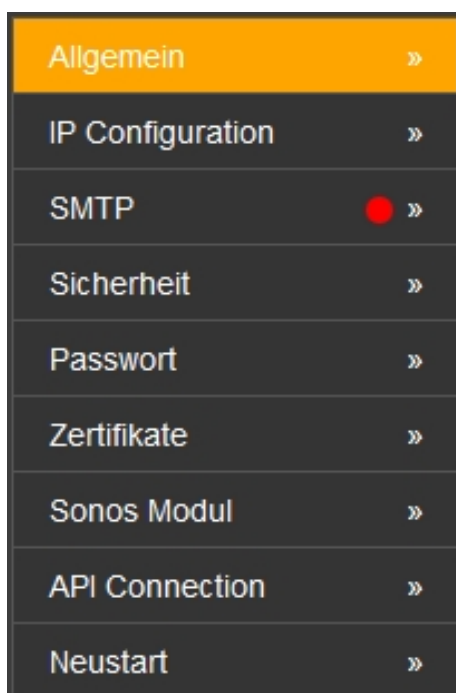 Allgemein »
IP Configuration »
SMTP »
Sicherheit »
Passwort »
Zertifikate »
Sonos Modul »
API Connection »
Neustart »